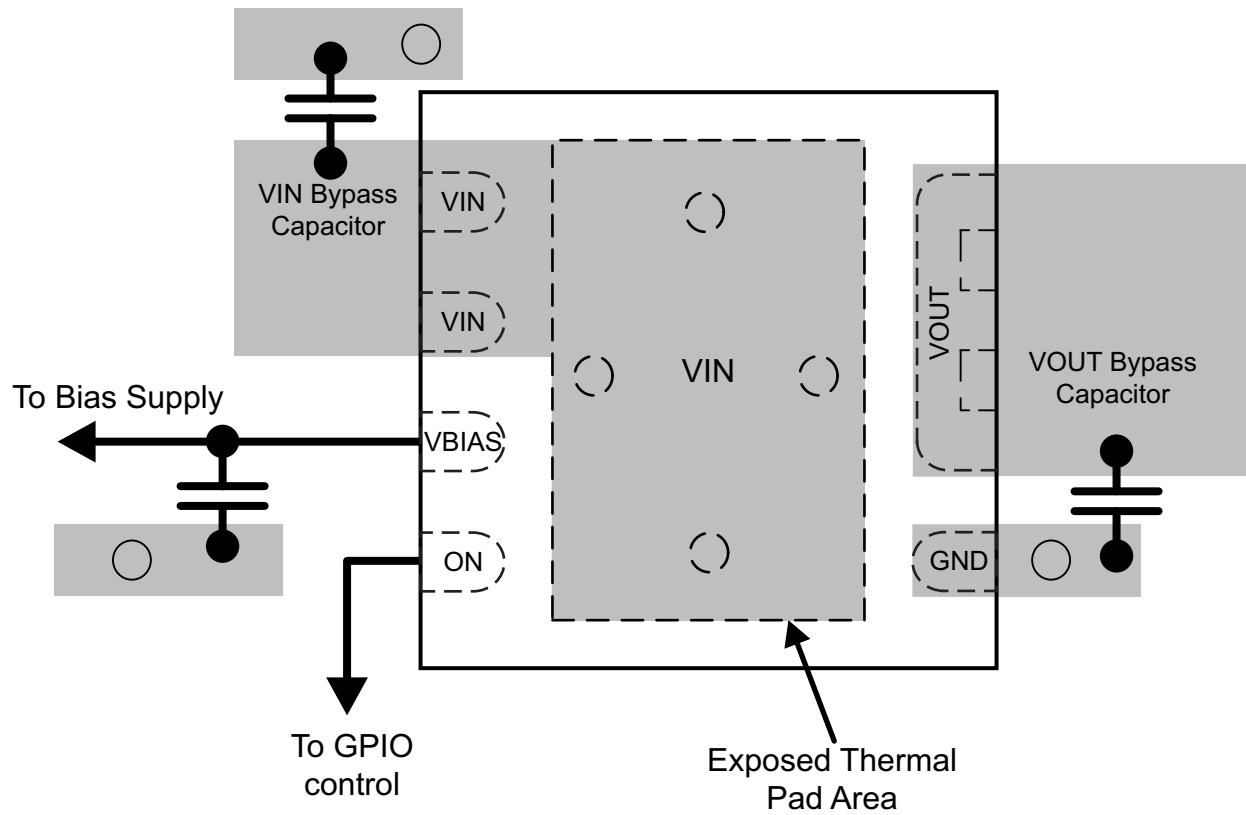 VIN Bypass
Capacitor
VIN
VIN
VIN
VOUT
VOUT Bypass
Capacitor
To Bias Supply
VBIAS
ON
GND
To GPIO
control
Exposed Thermal
Pad Area